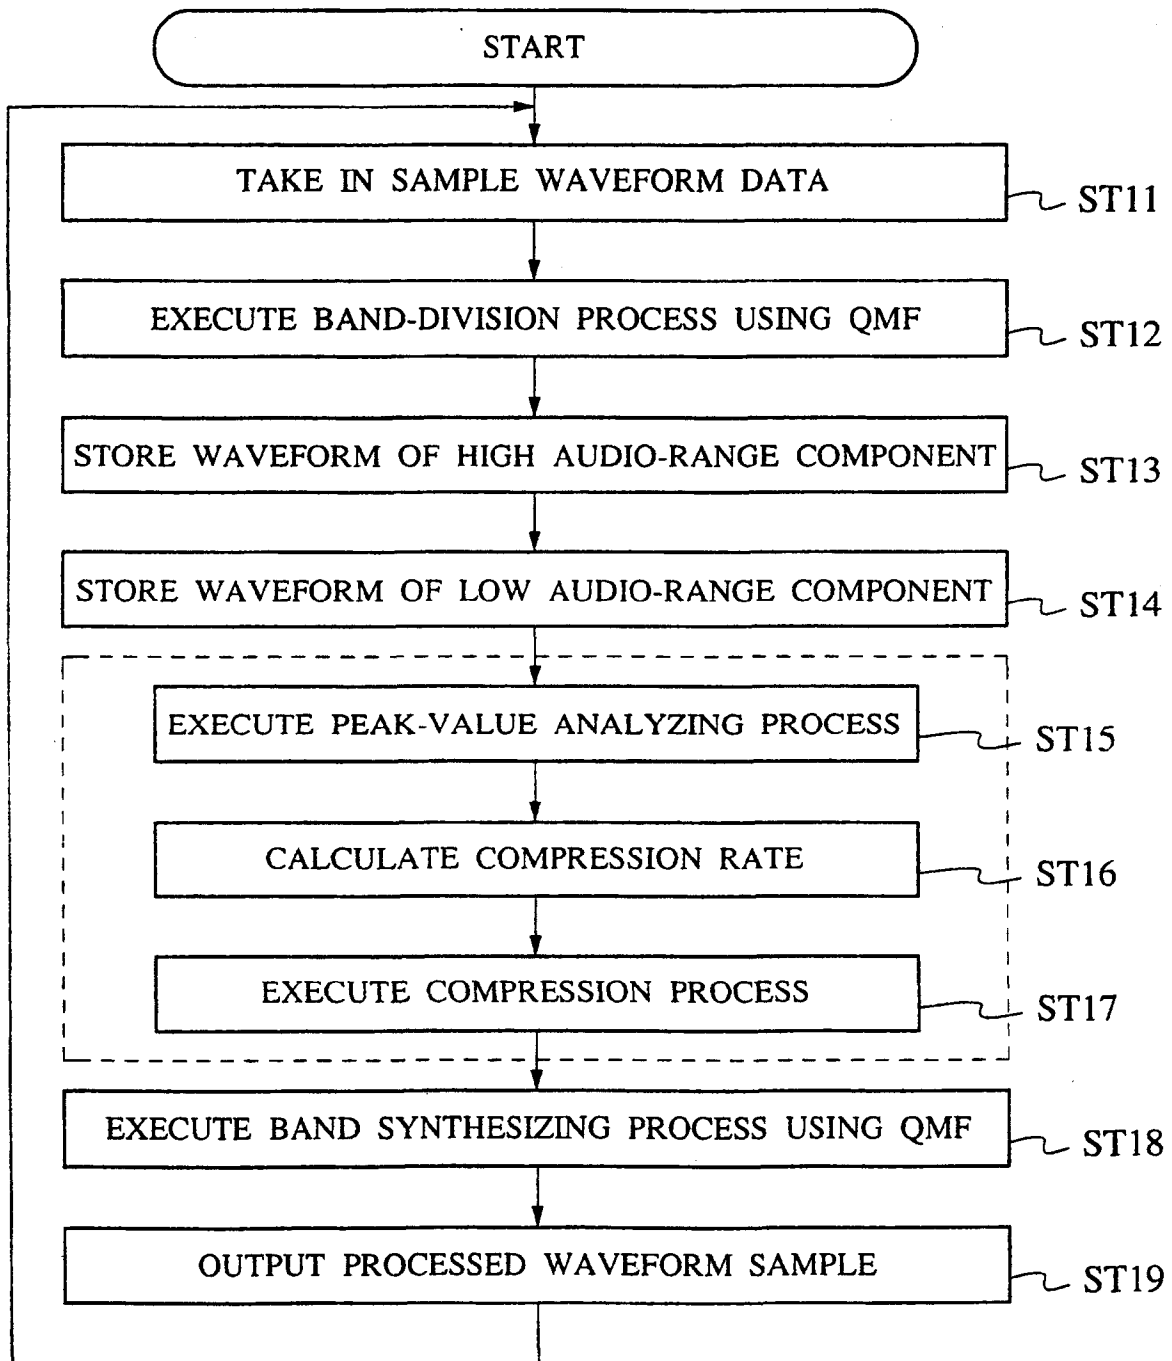 START
TAKE IN SAMPLE WAVEFORM DATA
ST11
EXECUTE BAND-DIVISION PROCESS USING QMF
ST12
STORE WAVEFORM OF HIGH AUDIO-RANGE COMPONENT
ST13
STORE WAVEFORM OF LOW AUDIO-RANGE COMPONENT
ST14
EXECUTE PEAK-VALUE ANALYZING PROCESS
ST15
CALCULATE COMPRESSION RATE
ST16
EXECUTE COMPRESSION PROCESS
ST17
EXECUTE BAND SYNTHESIZING PROCESS USING QMF
ST18
OUTPUT PROCESSED WAVEFORM SAMPLE
ST19